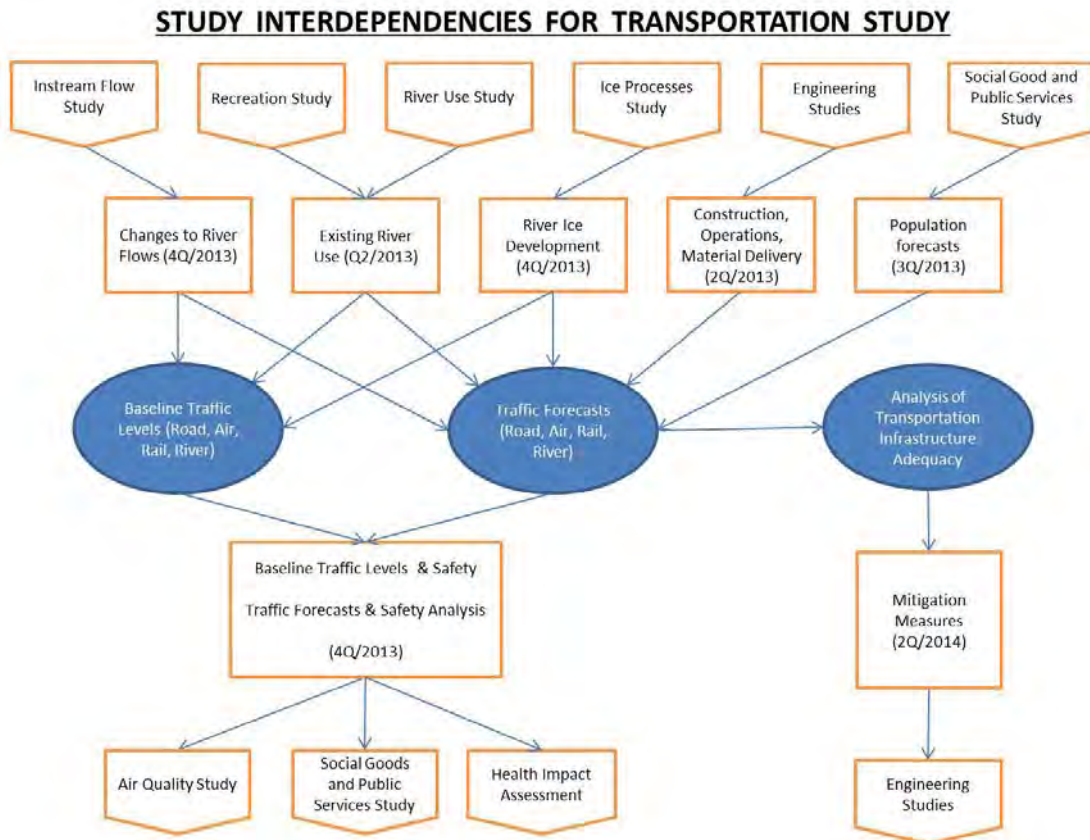 STUDY INTERDEPENDENCIES FOR TRANSPORTATION STUDY
Instream Flow
Study
Recreation Study
River Use Study
Ice Processes
Study
Engineering
Studies
Social Good and
Public Services
Study
Changes to River
Flows (4Q/2013)
Existing River
Use (Q2/2013)
River Ice
Development
(4Q/2013)
Construction,
Operations,
Material Delivery
(2Q/2013)
Population
forecasts
(3Q/2013)
Baseline Traffic
Levels (Road, Air,
Rail, River)
Traffic Forecasts
(Road, Air, Rail,
River)
Analysis of
Transportation
Infrastructure
Adequacy
Baseline Traffic Levels & Safety
Traffic Forecasts & Safety Analysis
(4Q/2013)
Mitigation
Measures
(2Q/2014)
Air Quality Study
Social Goods
and Public
Services Study
Health Impact
Assessment
Engineering
Studies